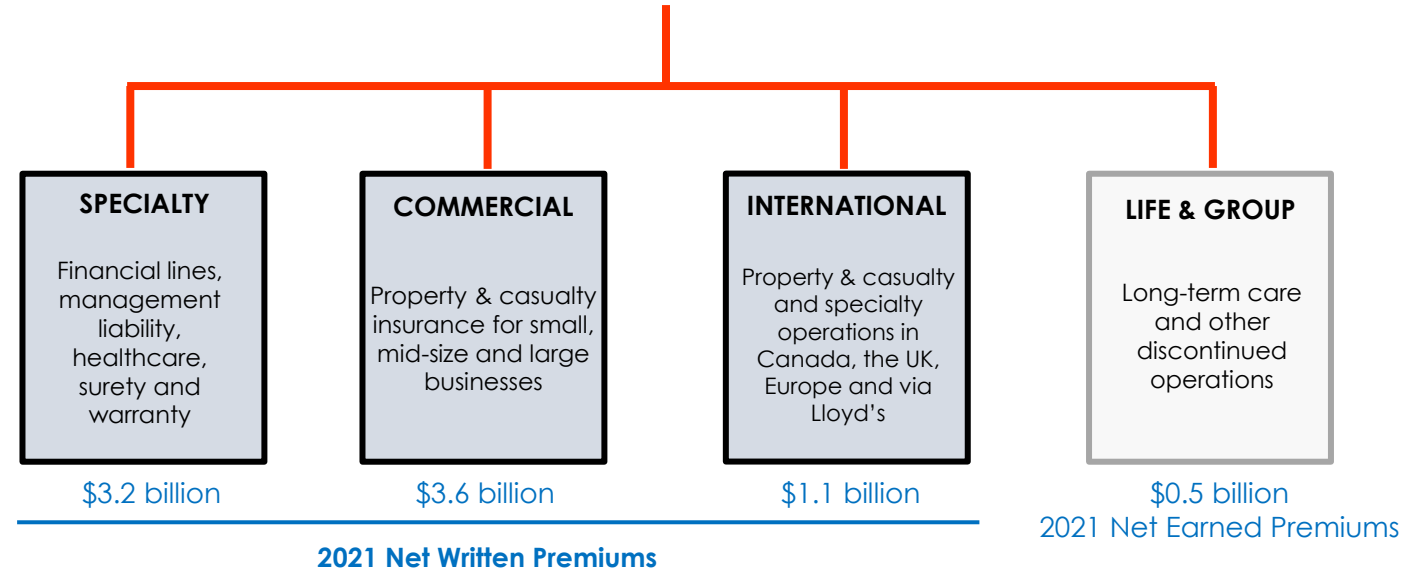 SPECIALTY
Financial lines,
management
liability,
healthcare,
surety and
warranty
$3.2 billion
COMMERCIAL
Property & casualty
insurance for small,
mid-size and large
businesses
$3.6 billion
INTERNATIONAL
Property & casualty
and specialty
operations in
Canada, the UK,
Europe and via
Lloyd’s
$1.1 billion
2021 Net Written Premiums
LIFE & GROUP
Long-term care
and other
discontinued
operations
$0.5 billion
2021 Net Earned Premiums